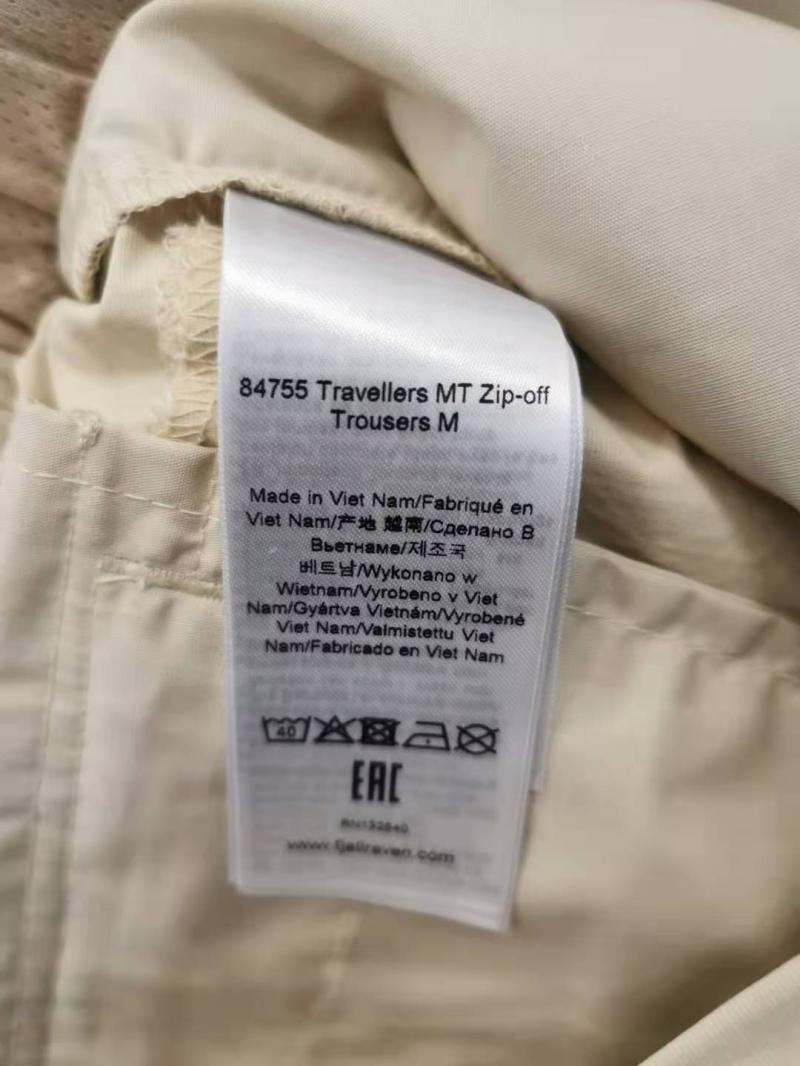 84755 Travellers MT Zip-off
Trousers M
Made in Viet Nam/Fabriqué en
Viet Nam/产地 越南/Сделано В
Вьетнаме/제조국
베트남/Wykonano w
Wietnam/Vyrobeno v Viet
Nam/Gyártva Vietnám/Vyrobené
Viet Nam/Valmistettu Viet
Nam/Fabricado en Viet Nam
40
EAC
RN132840
www.fjallraven.com